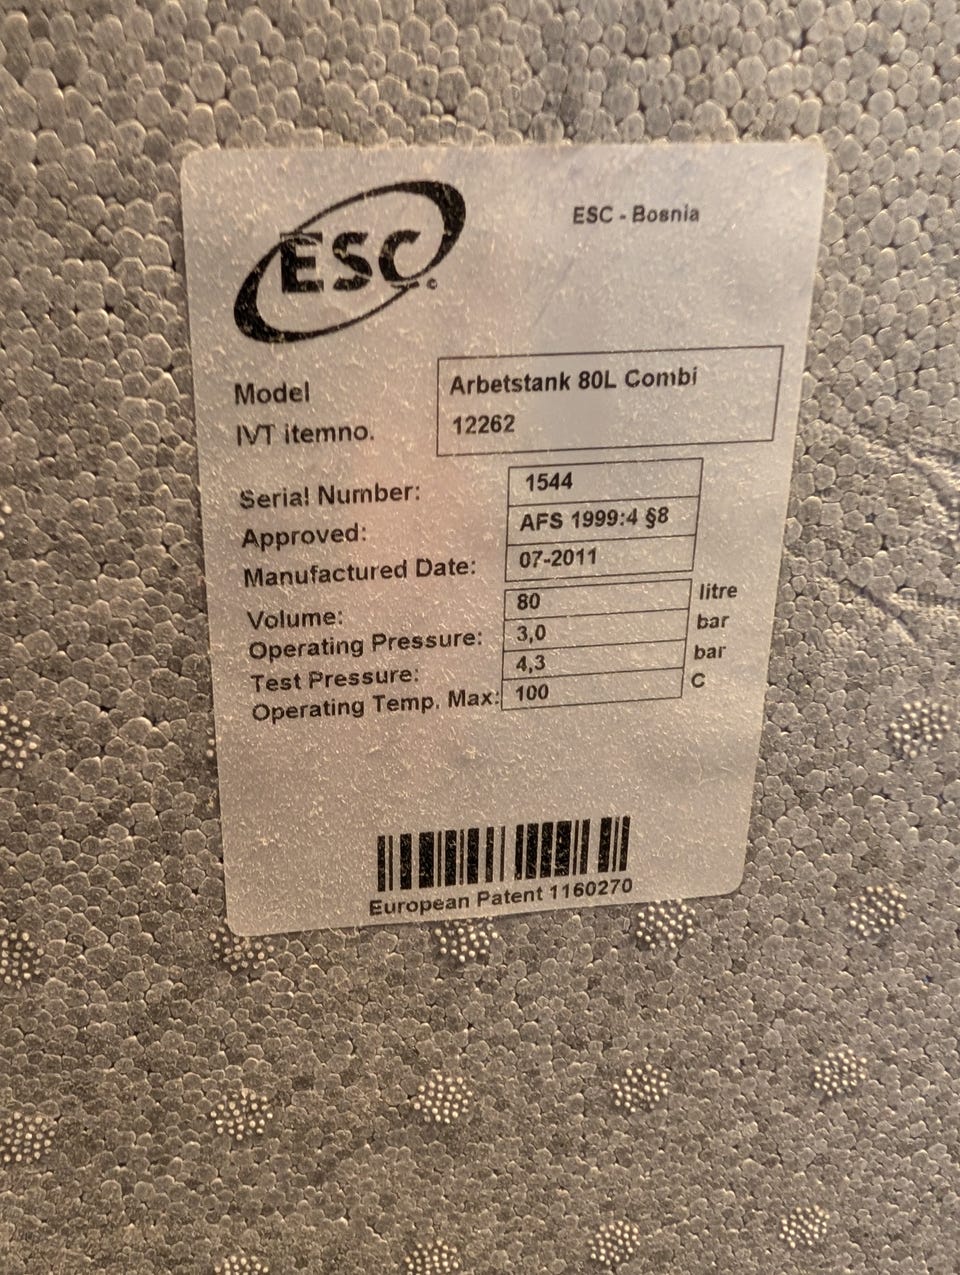 ESC
ESC - Bosnia
Model Arbetstank 80L Combi
IVT itemno. 12262
Serial Number: 1544
Approved: AFS 1999:4 §8
Manufactured Date: 07-2011
Volume: 80 litre
Operating Pressure: 3,0 bar
Test Pressure: 4,3 bar
Operating Temp. Max: 100 C
European Patent 1160270